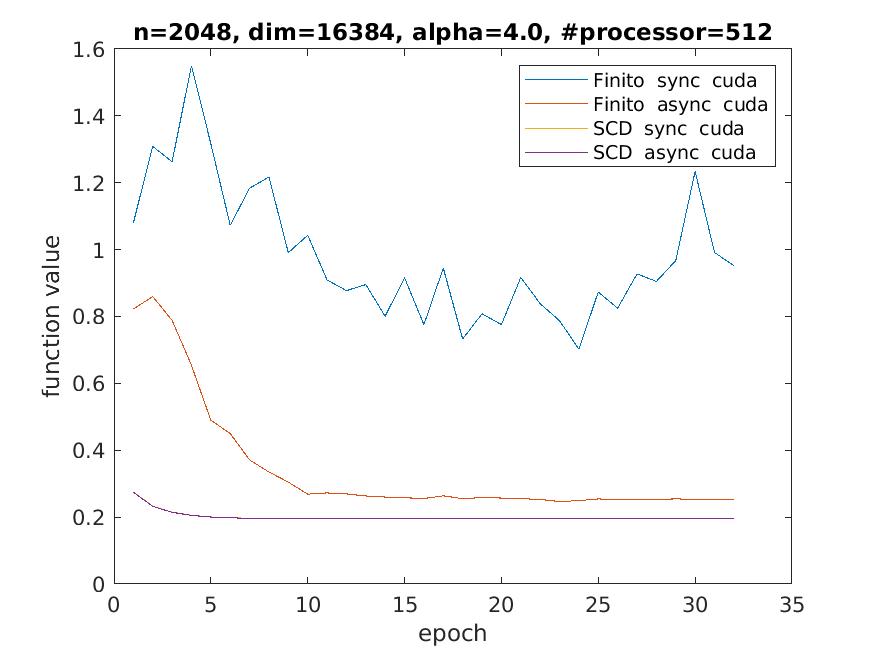 n=2048, dim=16384, alpha=4.0, #processor=512
1.6
1.4
1.2
1
0.8
0.6
0.4
0.2
0
function value
Finito sync cuda
Finito async cuda
SCD sync cuda
SCD async cuda
0 5 10 15 20 25 30 35
epoch